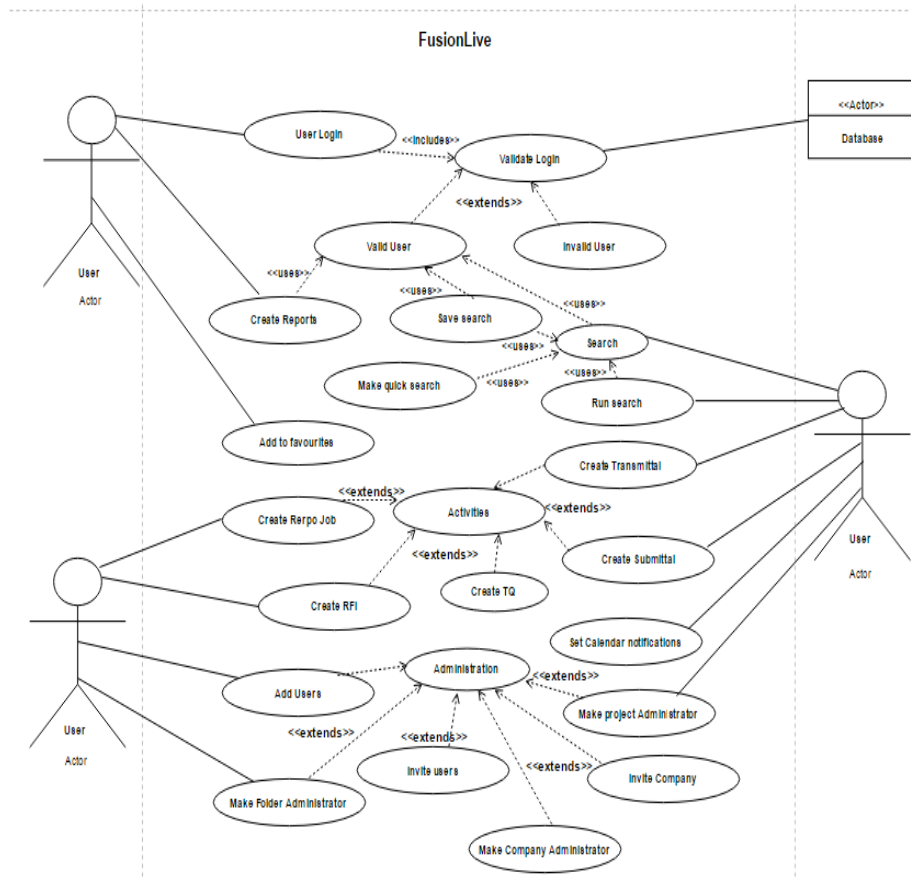 FusionLive
<<Actor>>
Database
User Login
<<includes>>
Validate Login
<<extends>>
Valid User
Invalid User
User
Actor
<<uses>>
<<uses>>
<<uses>>
Create Reports
Save search
Search
<<uses>>
Make quick search
<<uses>>
<<uses>>
Run search
Add to favourites
Create Transmittal
<<extends>>
Create Rerpo Job
Activities
<<extends>>
User
Actor
<<extends>>
Create Submittal
Create RFI
Create TQ
Set Calendar notifications
Administration
<<extends>>
Add Users
Make project Administrator
User
Actor
<<extends>>
<<extends>>
<<extends>>
Invite users
Invite Company
Make Folder Administrator
Make Company Administrator